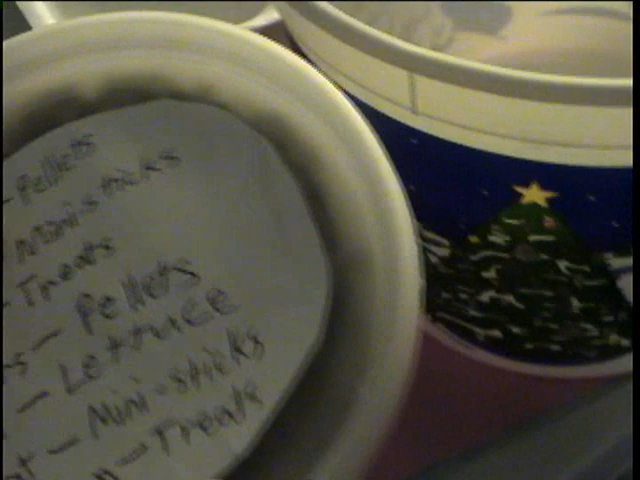 - Pellets
Mini-sticks
- Treats
- Pellets
- Lettuce
- Mini-sticks
- Treats